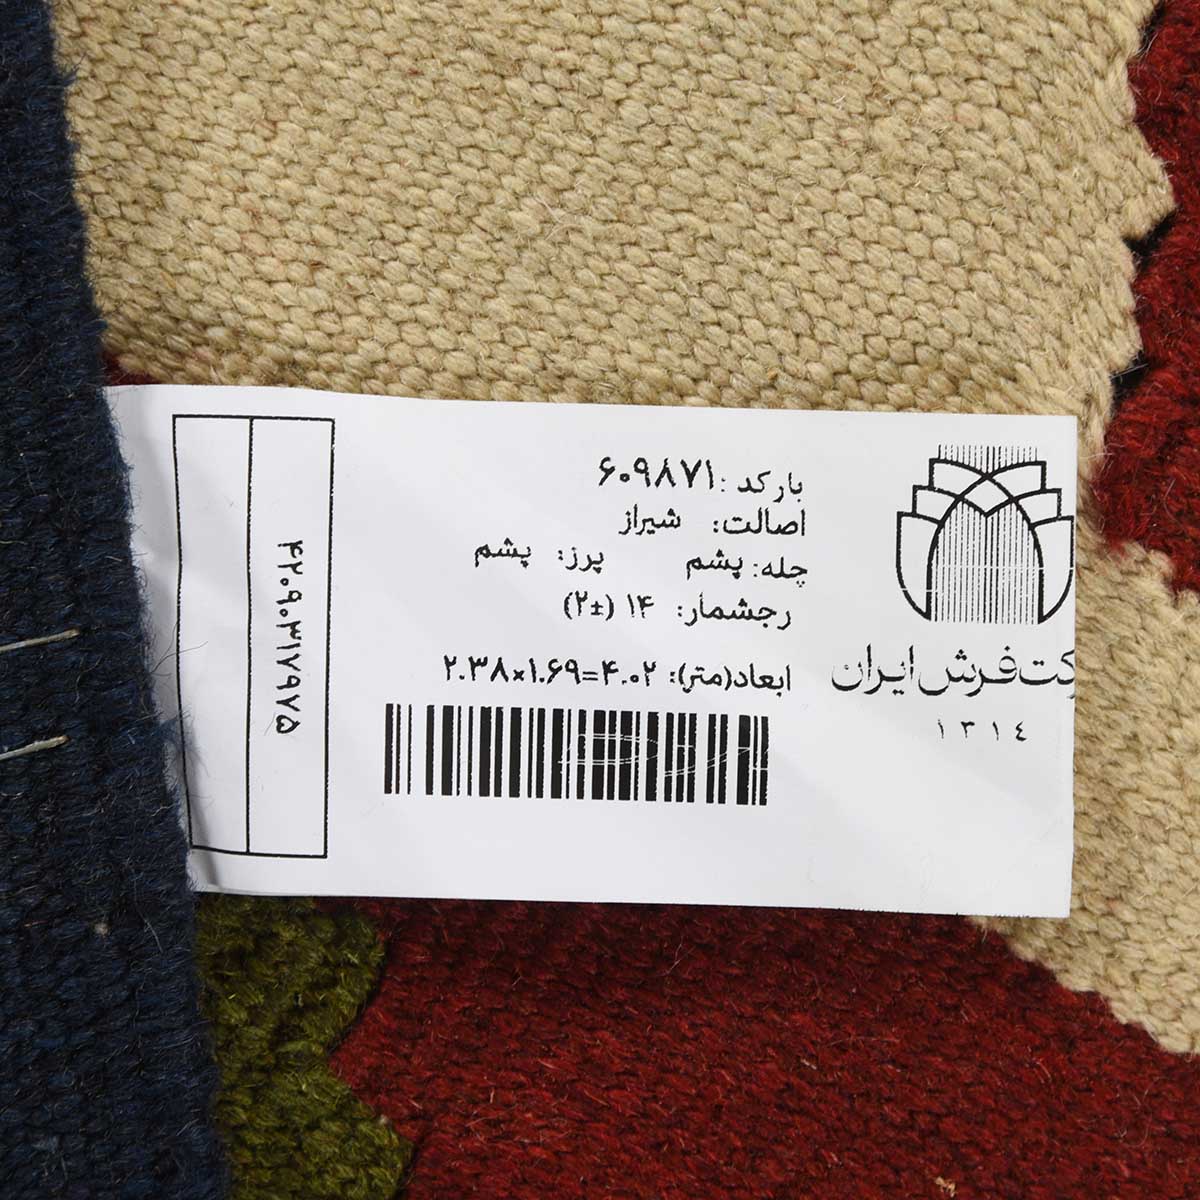 بارکد: ۶۰۹۸۷۱
اصالت: شیراز
چله: پشم پرز: پشم
رجشمار: ۱۴ (±۲)
ابعاد(متر): ۲.۳۸×۱.۶۹=۴.۰۲
کت فرش ایران
۱۳۱٤
۴۲۰۹۰۳۱۷۹۷۵